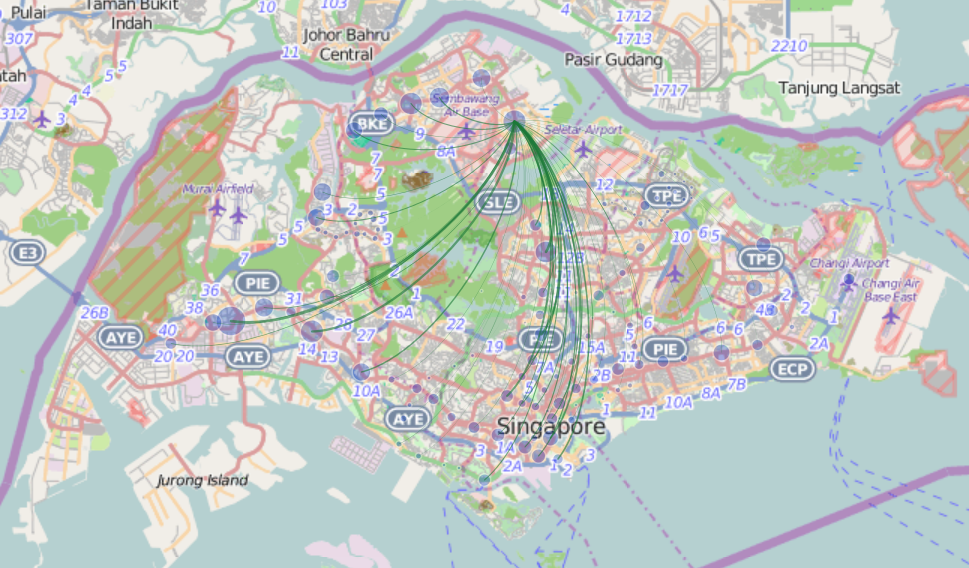 Pulai
Taman Bukit
Indah
10
103
4
1712
1713
307
11
Johor Bahru
Central
Pasir Gudang
2210
5
5
4
4
312
1717
Tanjung Langsat
Sembawang
Air Base
BKE
9
8A
Seletar Airport
7
7
5
12
Murai Airfield
SLE
TPE
3
2
5
5
3
10
6
5
E3
7
2
12B
TPE
Changi Airport
PIE
36
31
1
Changi Air
Base East
26B
38
28
26A
22
4B
2
2
1
AYE
40
27
19
PIE
15A
6
PIE
6
6
2A
20
20
AYE
14
13
5
11
ECP
10A
7A
2B
5
7B
8A
10A
11
1
AYE
Singapore
3
1A
2A
1
2
3
Jurong Island